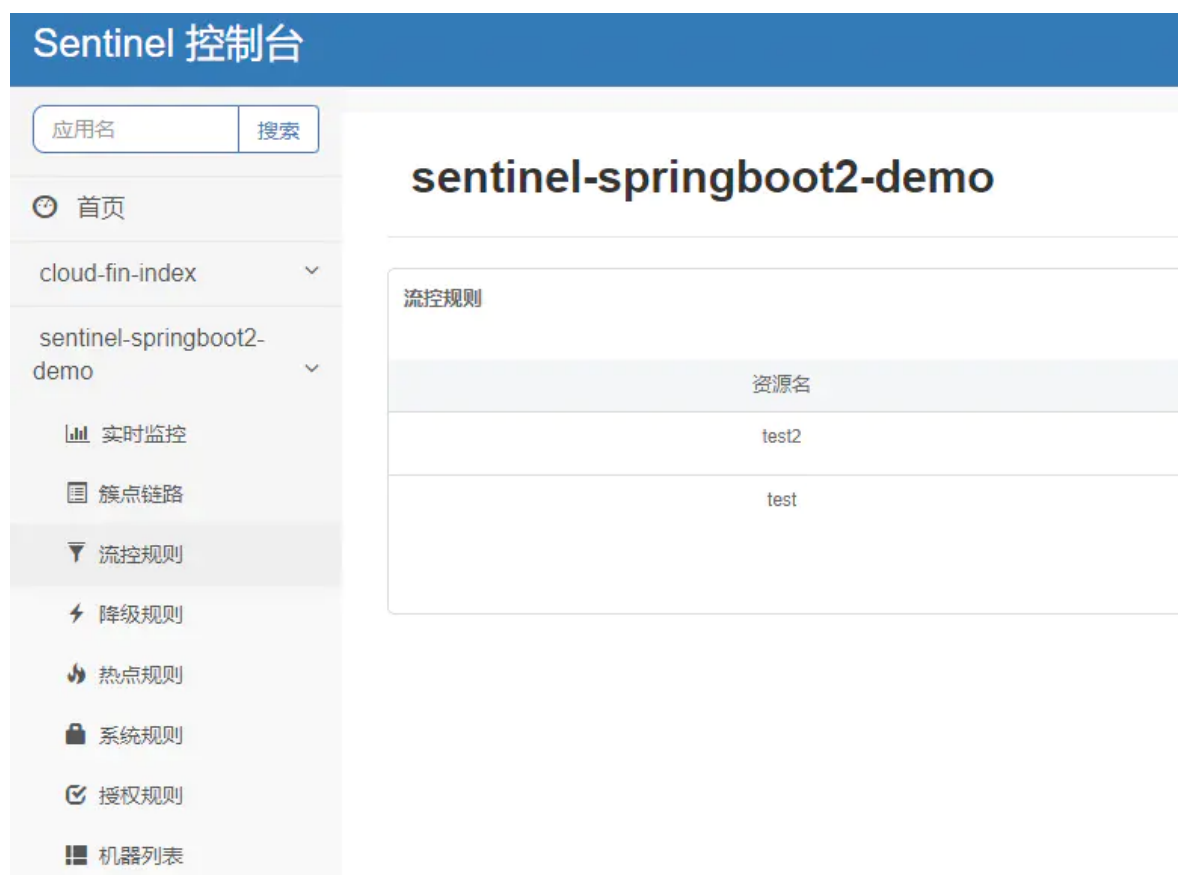 Sentinel 控制台
应用名
搜索
首页
cloud-fin-index
sentinel-springboot2-
demo
实时监控
簇点链路
流控规则
降级规则
热点规则
系统规则
授权规则
机器列表
sentinel-springboot2-demo
流控规则
资源名
test2
test